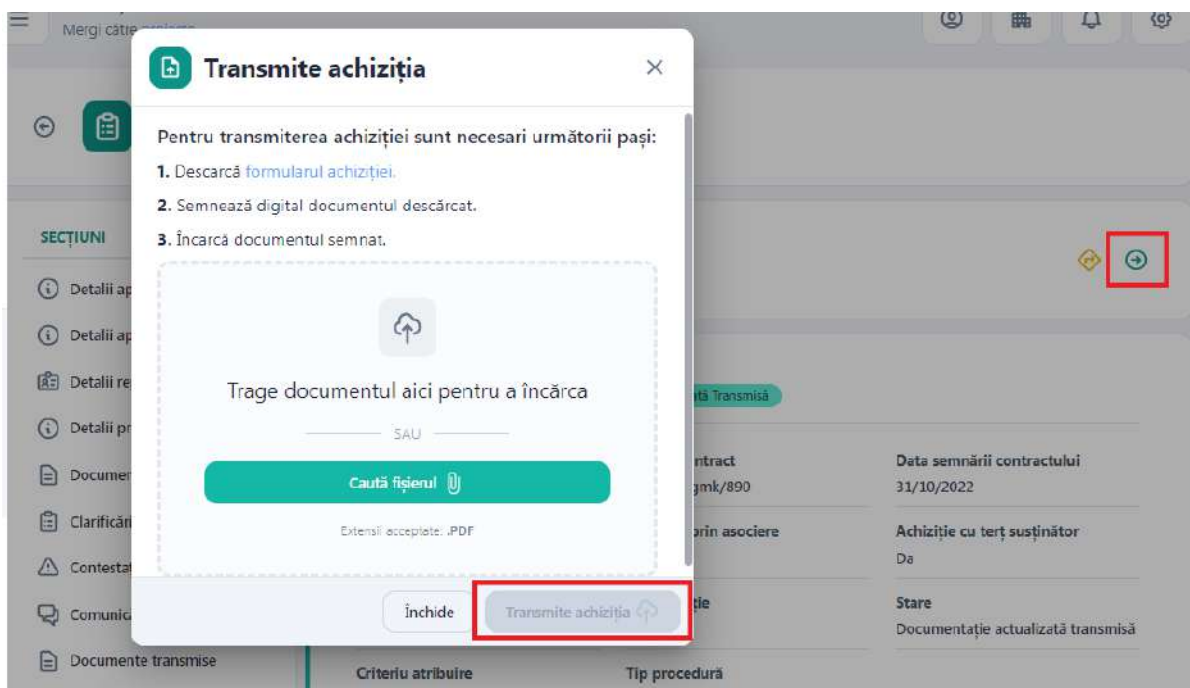 Mergi către
Transmite achiziția
Pentru transmiterea achiziției sunt necesari următorii pași:
1. Descarcă formularul achiziției.
2. Semnează digital documentul descărcat.
3. Încarcă documentul semnat.
Trage documentul aici pentru a încărca
SAU
Caută fișierul
Extensii acceptate: .PDF
Închide
Transmite achiziția
SECȚIUNI
Detalii ap
Detalii ap
Detalii re
Detalii pr
Documen
Clarificări
Contestaț
Comunic
Documente transmise
tă Transmisă
ntract
gmk/890
Data semnării contractului
31/10/2022
prin asociere
Achiziție cu terț susținător
Da
ție
Stare
Documentație actualizată transmisă
Criteriu atribuire
Tip procedură